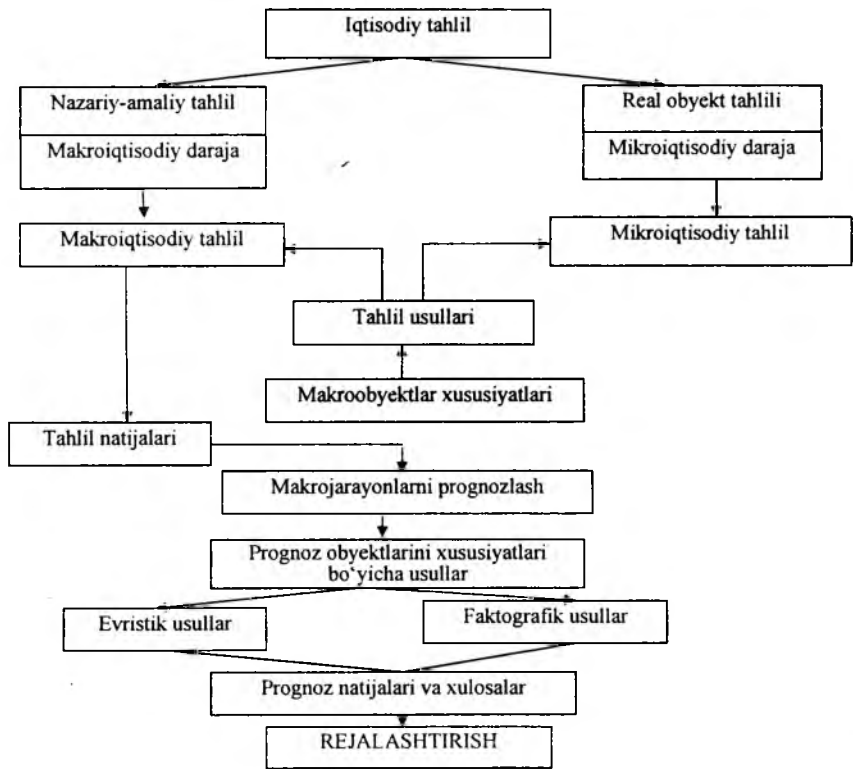 Iqtisodiy tahlil
Nazariy-amaliy tahlil
Real obyekt tahlili
Makroiqtisodiy daraja
Mikroiqtisodiy daraja
Makroiqtisodiy tahlil
Mikroiqtisodiy tahlil
Tahlil usullari
Makroobyektlar xususiyatlari
Tahlil natijalari
Makrojarayonlarni prognozlash
Prognoz obyektlarini xususiyatlari
bo‘yicha usullar
Evristik usullar
Faktografik usullar
Prognoz natijalari va xulosalar
REJALASHTIRISH